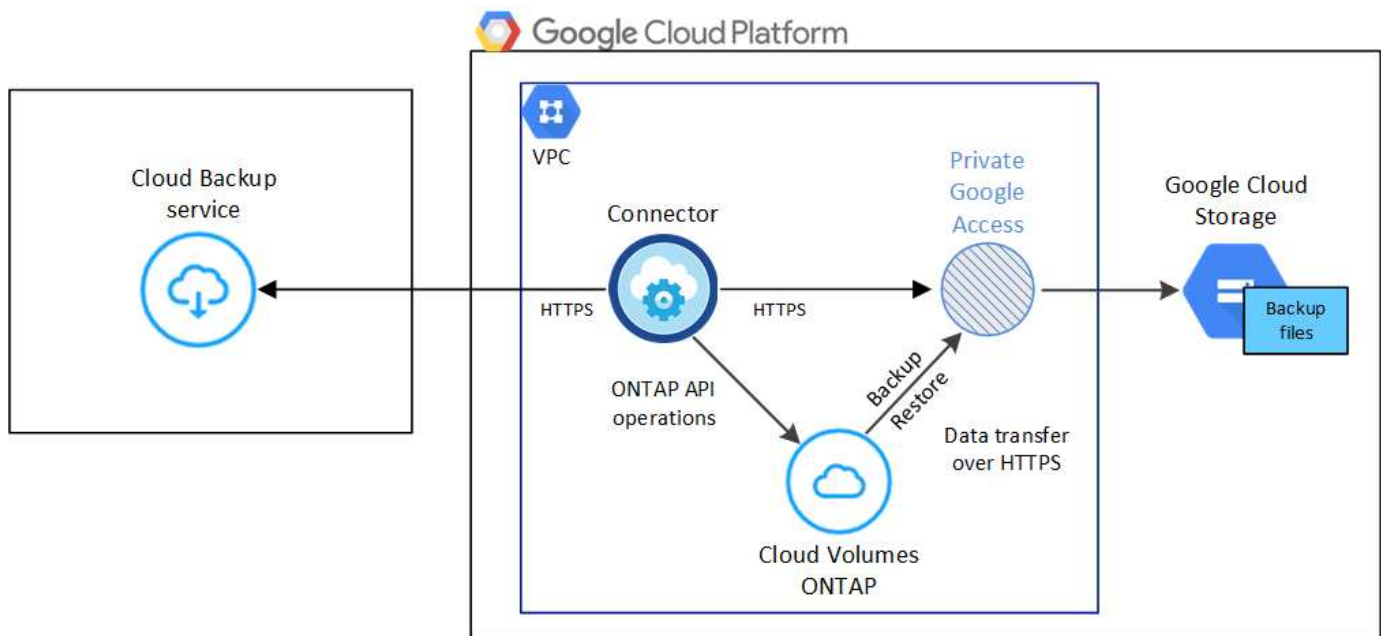 Google Cloud Platform
VPC
Cloud Backup
service
Connector
Private
Google
Access
Google Cloud
Storage
HTTPS
HTTPS
Backup
files
ONTAP API
operations
Backup
Restore
Data transfer
over HTTPS
Cloud Volumes
ONTAP